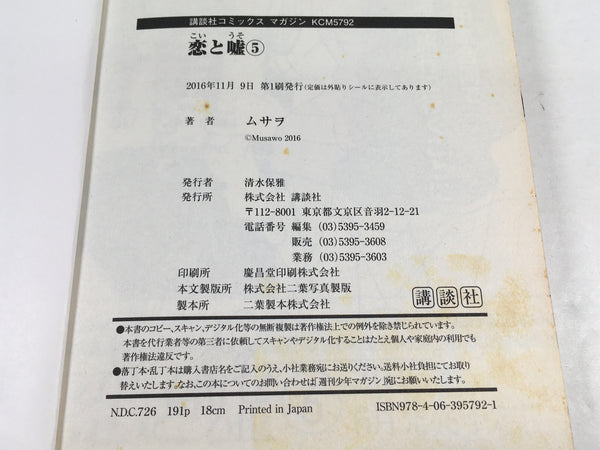 講談社コミックス マガジン KCM5792
こい うそ
恋と嘘⑤
2016年11月 9日 第1刷発行(定価は外貼りシールに表示してあります)
著 者 ムサヲ
©Musawo 2016
発行者 清水保雅
発行所 株式会社 講談社
〒112-8001 東京都文京区音羽2-12-21
電話番号 編集 (03)5395-3459
販売 (03)5395-3608
業務 (03)5395-3603
印刷所 慶昌堂印刷株式会社
本文製版所 株式会社二葉写真製版
製本所 二葉製本株式会社
講談社
●本書のコピー、スキャン、デジタル化等の無断複製は著作権法上での例外を除き禁じられています。
本書を代行業者等の第三者に依頼してスキャンやデジタル化することはたとえ個人や家庭内の利用でも
著作権法違反です。
●落丁本・乱丁本は購入書店名をご記入のうえ、小社業務宛にお送りください。送料小社負担にてお取り
替えいたします。なお、この本についてのお問い合わせは「週刊少年マガジン」宛にお願いいたします。
N.D.C.726 191p 18cm Printed in Japan ISBN978-4-06-395792-1